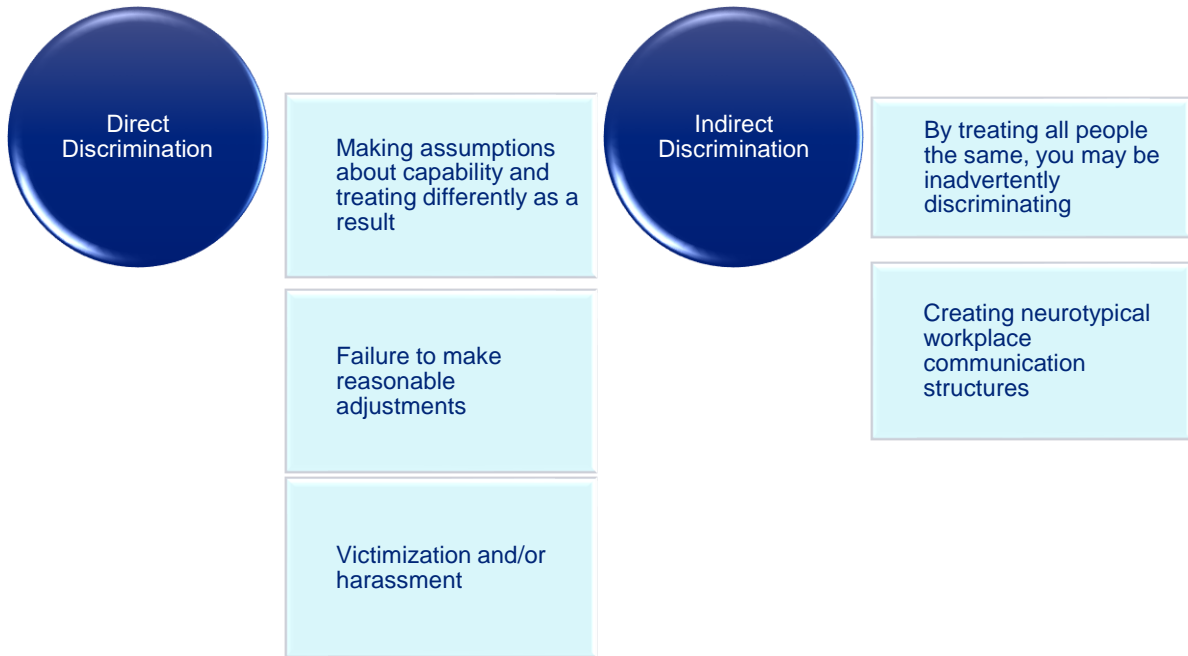 Direct
Discrimination
Making assumptions
about capability and
treating differently as a
result
Failure to make
reasonable
adjustments
Victimization and/or
harassment
Indirect
Discrimination
By treating all people
the same, you may be
inadvertently
discriminating
Creating neurotypical
workplace
communication
structures